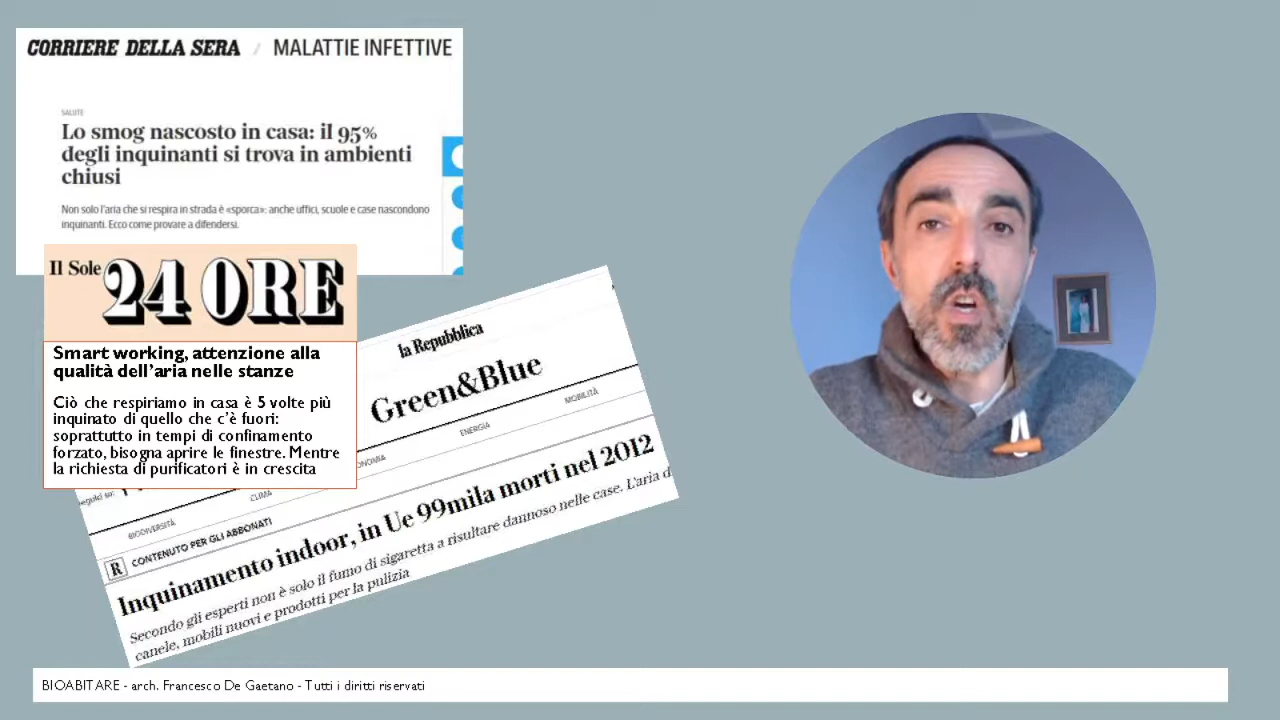 CORRIERE DELLA SERA / MALATTIE INFETTIVE
SALUTE
Lo smog nascosto in casa: il 95%
degli inquinanti si trova in ambienti
chiusi
Non solo l'aria che si respira in strada è «sporca»: anche uffici, scuole e case nascondono
inquinanti. Ecco come provare a difendersi.
Il Sole
24 ORE
Smart working, attenzione alla
qualità dell'aria nelle stanze
Ciò che respiriamo in casa è 5 volte più
inquinato di quello che c'è fuori:
soprattutto in tempi di confinamento
forzato, bisogna aprire le finestre. Mentre
la richiesta di purificatori è in crescita
la Repubblica
Green&Blue
BIODIVERSITÀ CLIMA ONOMIA ENERGIA MOBILITÀ
R CONTENUTO PER GLI ABBONATI
Inquinamento indoor, in Ue 99mila morti nel 2012
Secondo gli esperti non è solo il fumo di sigaretta a risultare dannoso nelle case. L'aria d
canele, mobili nuovi e prodotti per la pulizia
BIOABITARE - arch. Francesco De Gaetano - Tutti i diritti riservati